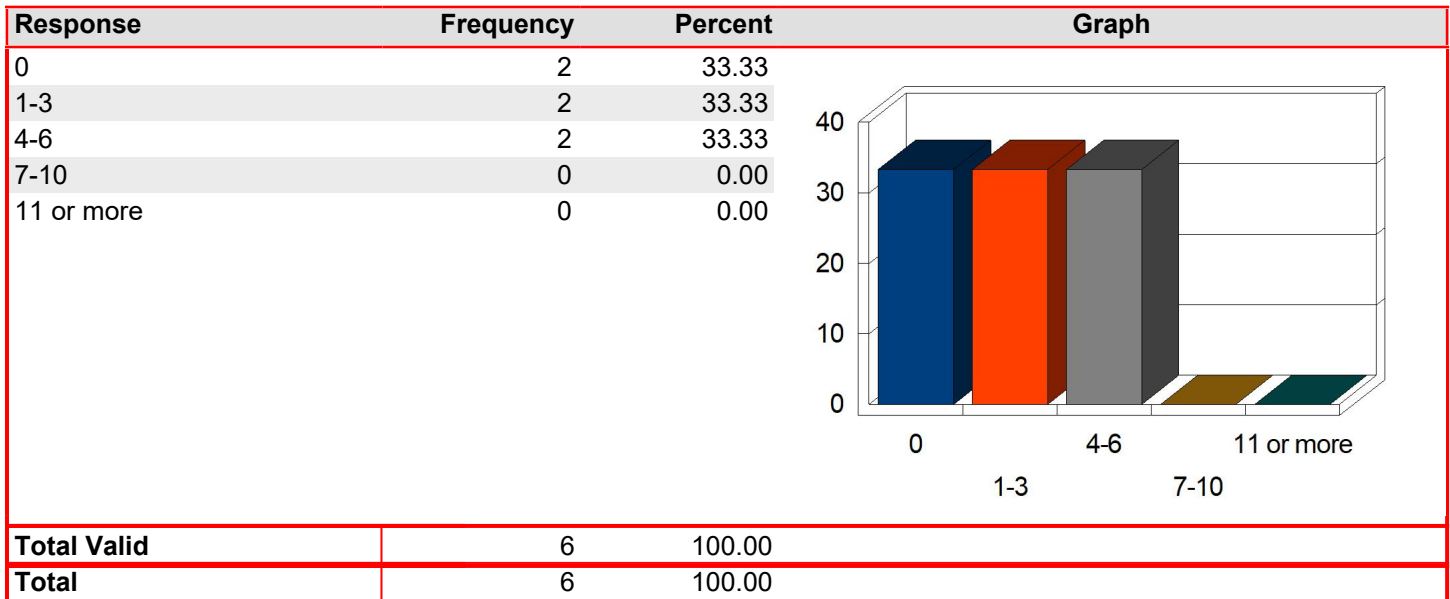 Response Frequency Percent Graph
0 2 33.33
1-3 2 33.33
4-6 2 33.33
7-10 0 0.00
11 or more 0 0.00
40
30
20
10
0
0 4-6 11 or more
1-3 7-10
Total Valid 6 100.00
Total 6 100.00